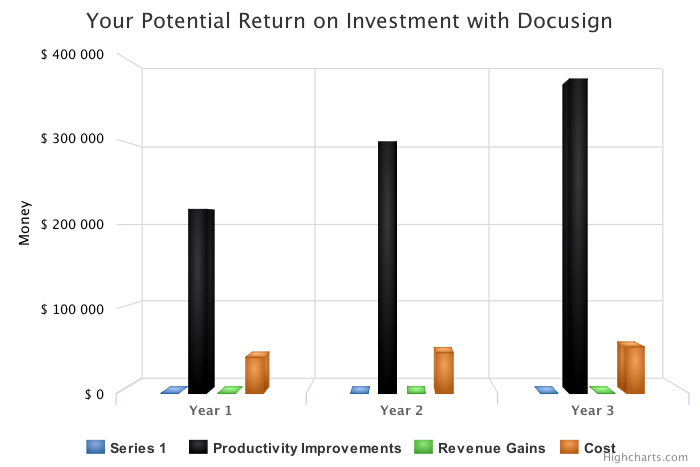 Your Potential Return on Investment with Docusign
$ 400 000
$ 300 000
$ 200 000
$ 100 000
$ 0
Money
Year 1
Year 2
Year 3
Series 1
Productivity Improvements
Revenue Gains
Cost
Highcharts.com